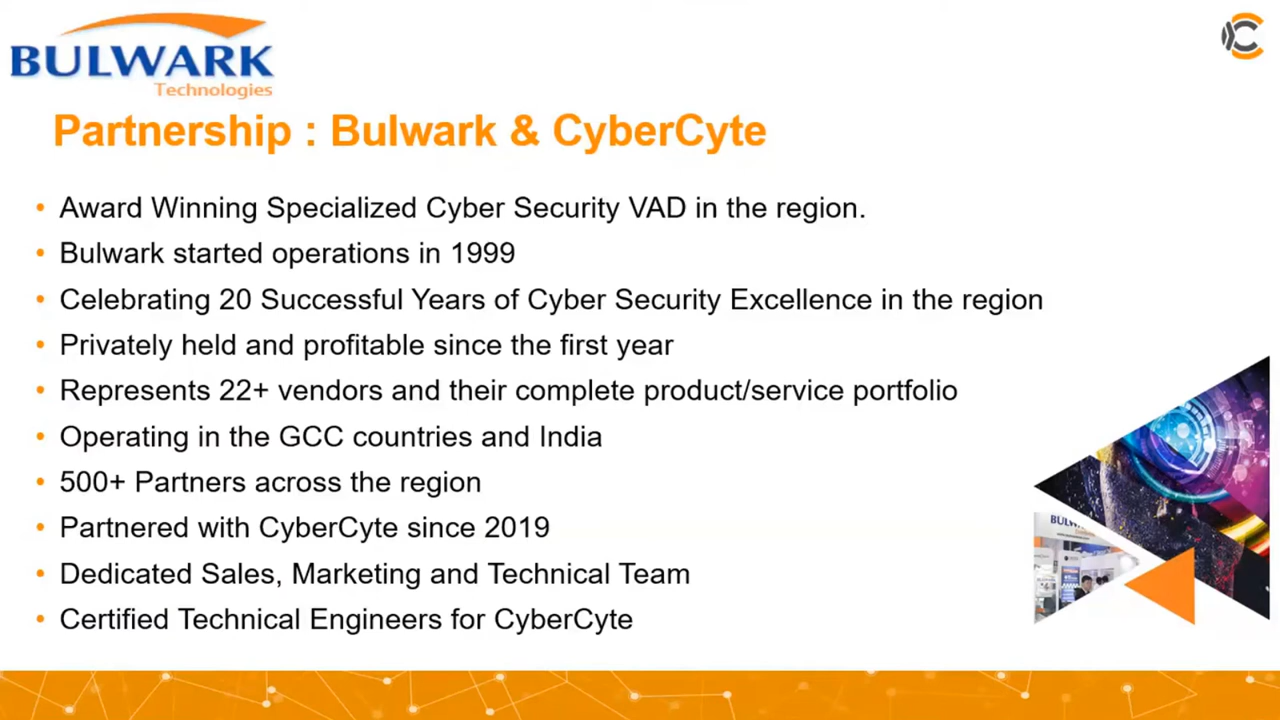 BULWARK
Technologies
Partnership : Bulwark & CyberCyte
• Award Winning Specialized Cyber Security VAD in the region.
• Bulwark started operations in 1999
• Celebrating 20 Successful Years of Cyber Security Excellence in the region
• Privately held and profitable since the first year
• Represents 22+ vendors and their complete product/service portfolio
• Operating in the GCC countries and India
• 500+ Partners across the region
• Partnered with CyberCyte since 2019
• Dedicated Sales, Marketing and Technical Team
• Certified Technical Engineers for CyberCyte